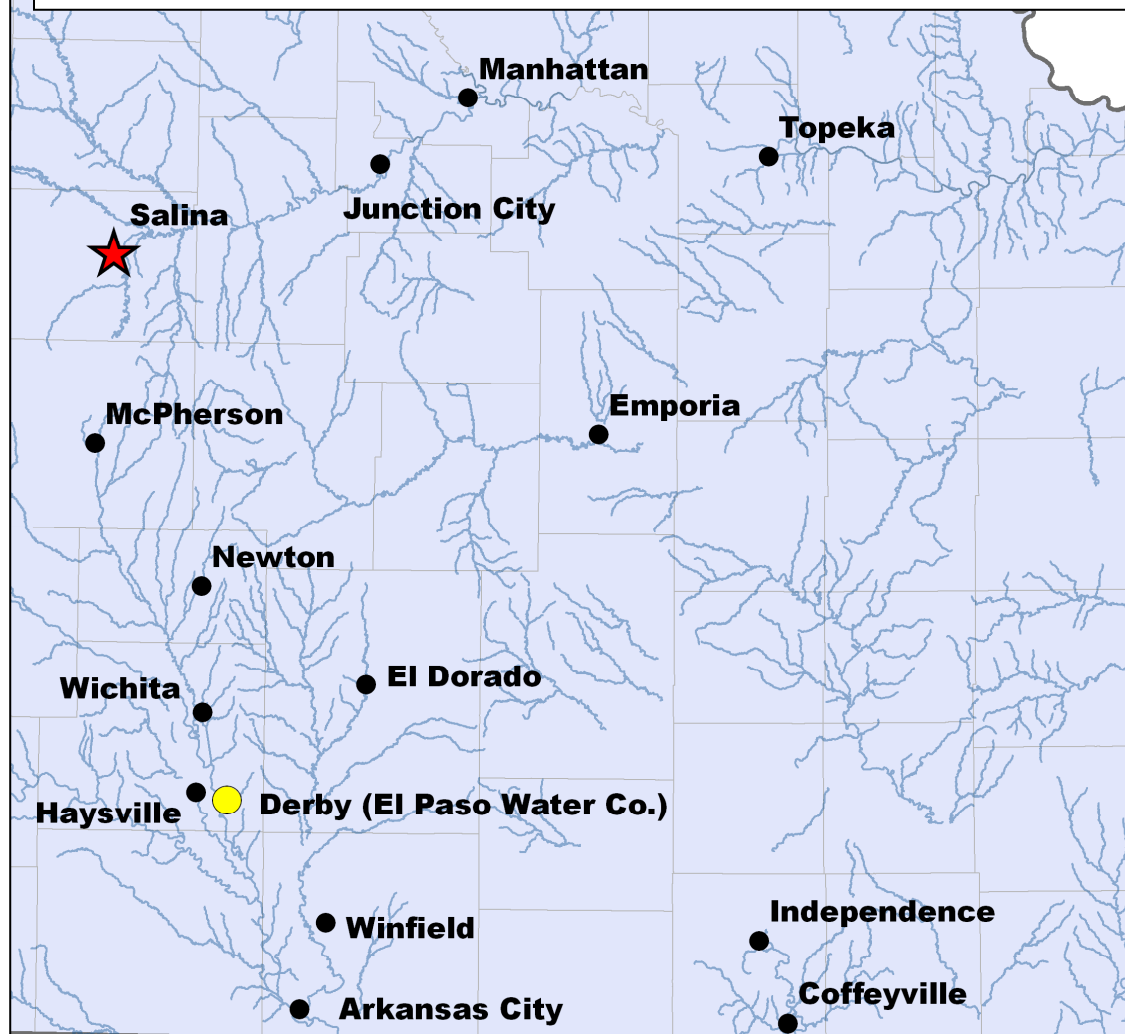 Manhattan
Topeka
Salina
Junction City
McPherson
Emporia
Newton
El Dorado
Wichita
Haysville
Derby (El Paso Water Co.)
Independence
Winfield
Coffeyville
Arkansas City